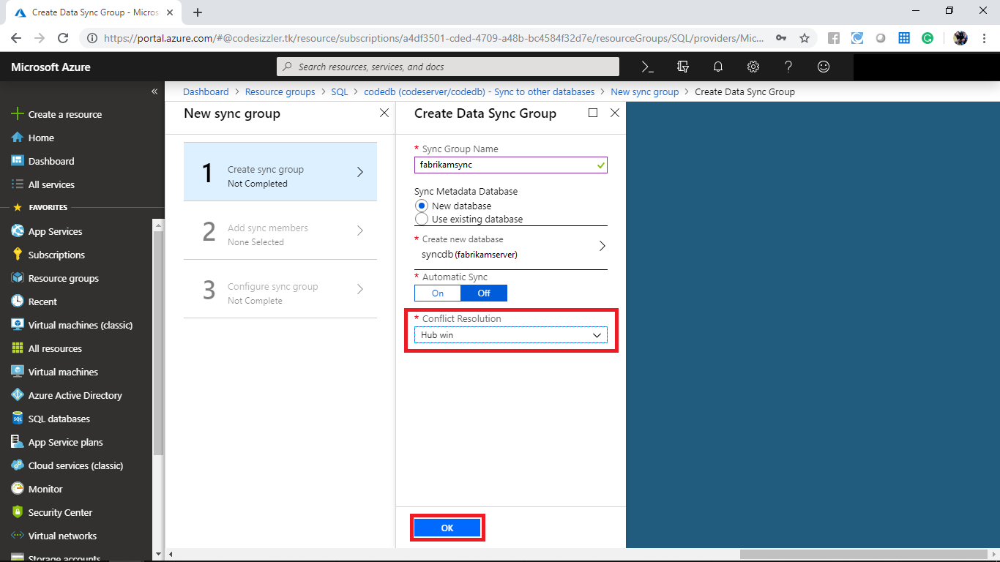 Create Data Sync Group - Micros
https://portal.azure.com/#@codesizzler.tk/resource/subscriptions/a4df3501-cded-4709-a48b-bc4584f32d7e/resourceGroups/SQL/providers/Mic...
Microsoft Azure
Search resources, services, and docs
Create a resource
Home
Dashboard
All services
FAVORITES
App Services
Subscriptions
Resource groups
Recent
Virtual machines (classic)
All resources
Virtual machines
Azure Active Directory
SQL databases
App Service plans
Cloud services (classic)
Monitor
Security Center
Virtual networks
Storage accounts
Dashboard > Resource groups > SQL > codedb (codeserver/codedb) - Sync to other databases > New sync group > Create Data Sync Group
New sync group
1 Create sync group
Not Completed
2 Add sync members
None Selected
3 Configure sync group
Not Complete
Create Data Sync Group
* Sync Group Name
fabrikamsync
Sync Metadata Database
New database
Use existing database
* Create new database
syncdb (fabrikamserver)
* Automatic Sync
On Off
* Conflict Resolution
Hub win
OK